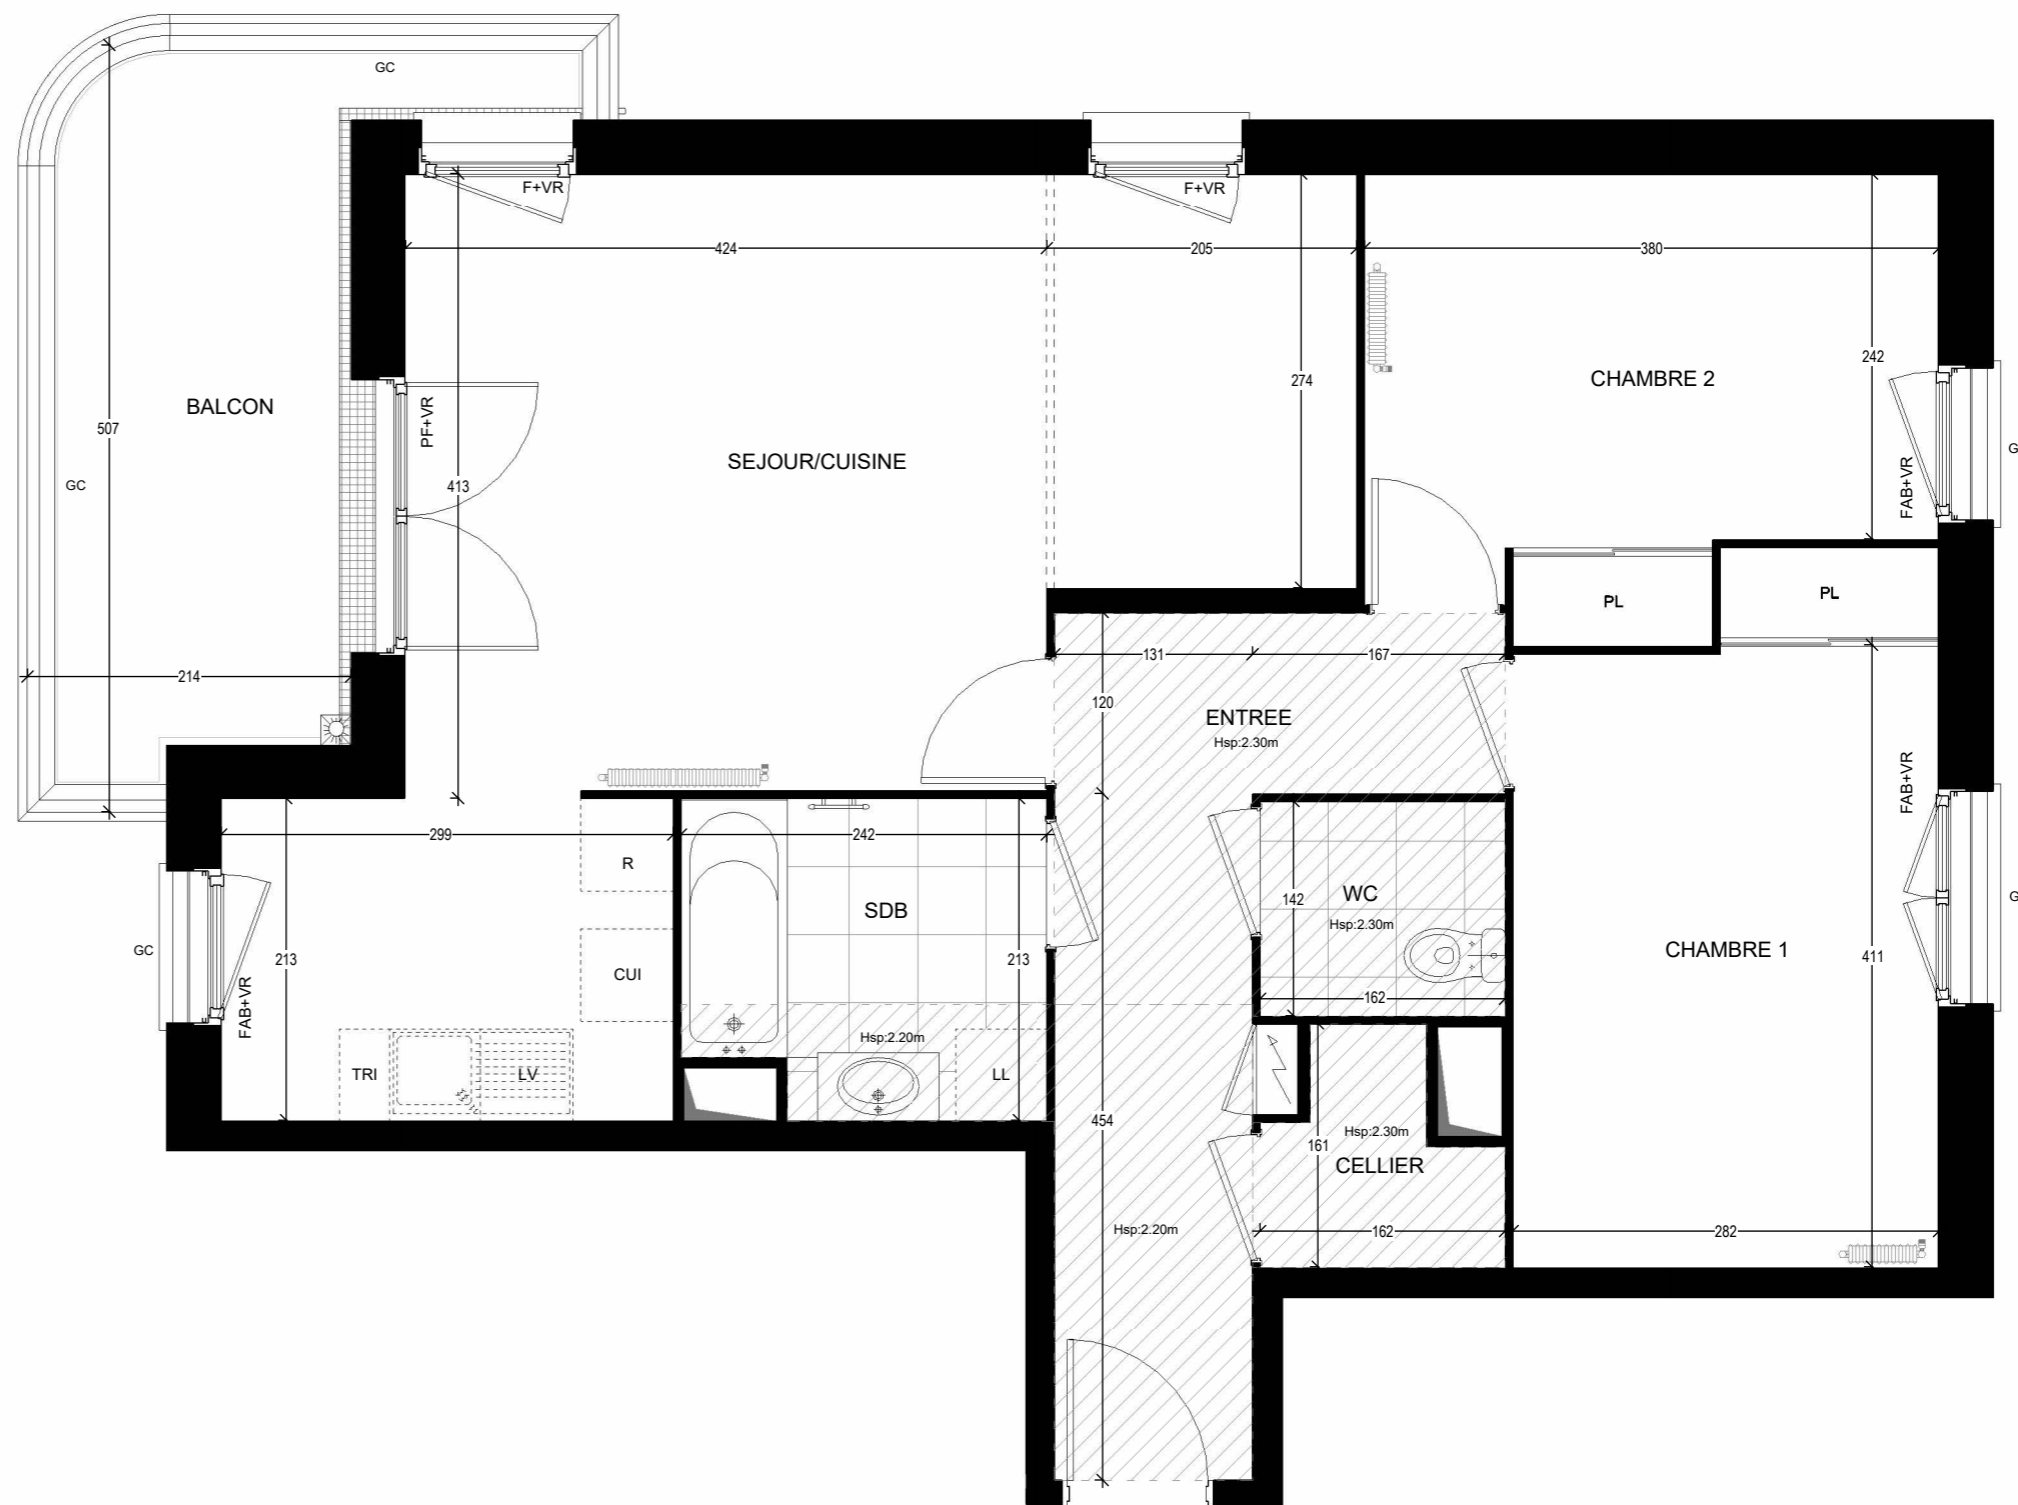 GC
F+VR
F+VR
424
205
380
242
274
CHAMBRE 2
BALCON
PF+VR
507
SEJOUR/CUISINE
G
GC
413
FAB+VR
PL
PL
131
167
214
120
ENTREE
Hsp:2.30m
FAB+VR
299
242
R
SDB
WC
142
Hsp:2.30m
G
GC
213
CUI
213
CHAMBRE 1
411
162
FAB+VR
Hsp:2.20m
TRI
LV
LL
454
161
Hsp:2.30m
CELLIER
Hsp:2.20m
162
282